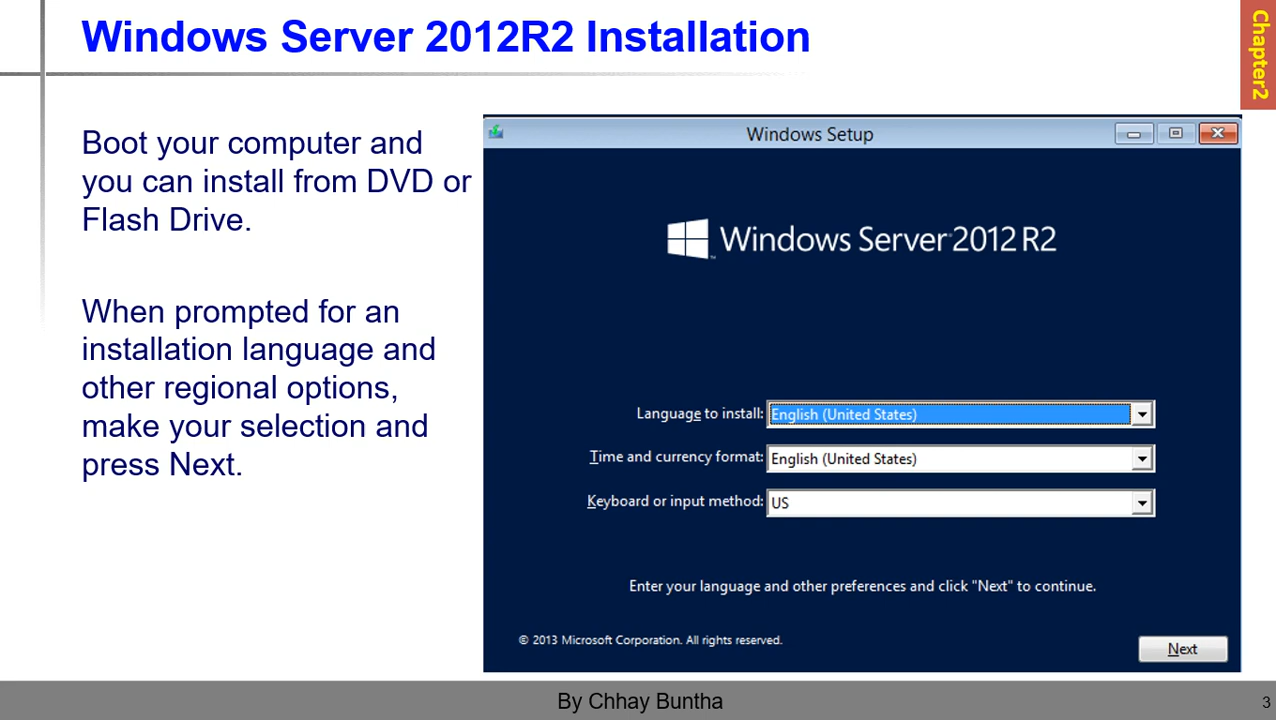 Windows Server 2012R2 Installation
Chapter2
Boot your computer and
you can install from DVD or
Flash Drive.
When prompted for an
installation language and
other regional options,
make your selection and
press Next.
Windows Setup
Windows Server 2012 R2
Language to install: English (United States)
Time and currency format: English (United States)
Keyboard or input method: US
Enter your language and other preferences and click "Next" to continue.
© 2013 Microsoft Corporation. All rights reserved.
Next
By Chhay Buntha
3